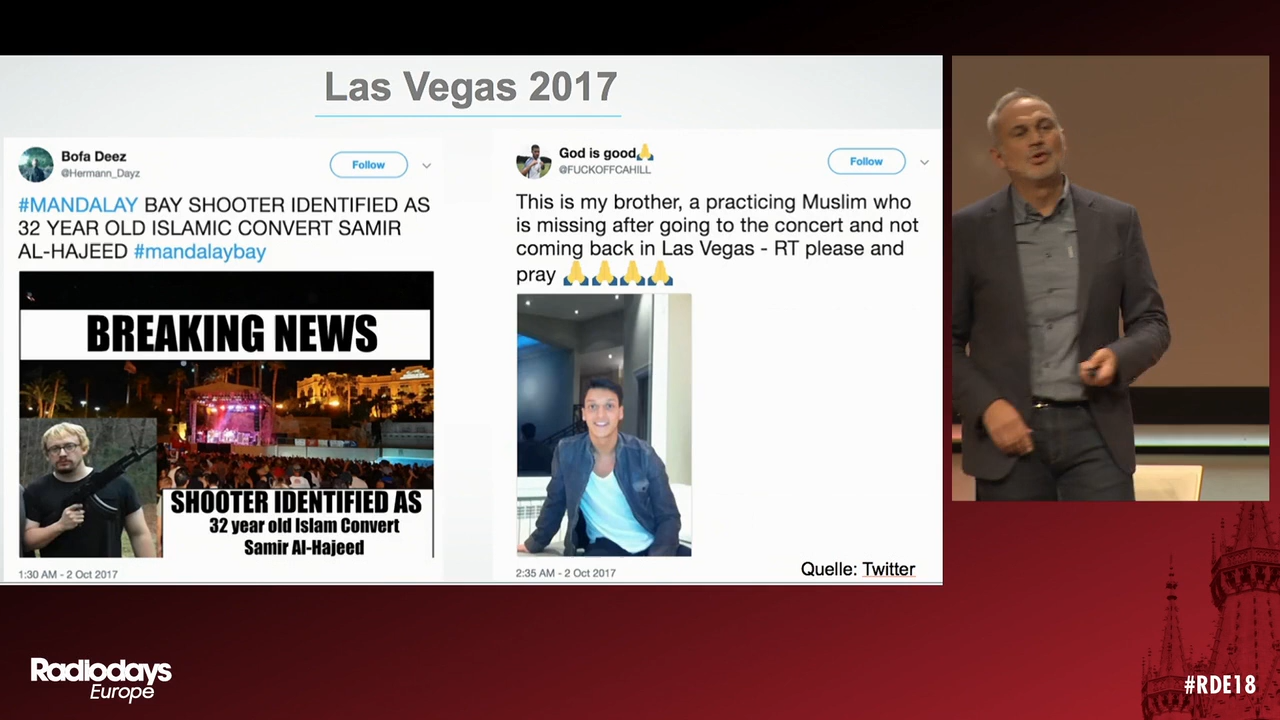 Las Vegas 2017
Bofa Deez
@Hermann_Dayz
Follow
#MANDALAY BAY SHOOTER IDENTIFIED AS
32 YEAR OLD ISLAMIC CONVERT SAMIR
AL-HAJEED #mandalaybay
BREAKING NEWS
SHOOTER IDENTIFIED AS
32 year old Islam Convert
Samir Al-Hajeed
1:30 AM - 2 Oct 2017
God is good🙏
@FUCKOFFCAHILL
Follow
This is my brother, a practicing Muslim who
is missing after going to the concert and not
coming back in Las Vegas - RT please and
pray 🙏🙏🙏🙏
2:35 AM - 2 Oct 2017
Quelle: Twitter
Radiodays
Europe
#RDE18